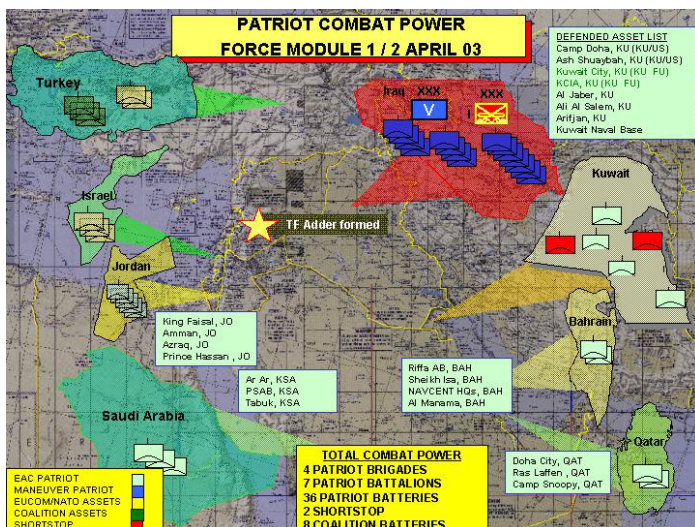 PATRIOT COMBAT POWER
FORCE MODULE 1 / 2 APRIL 03
DEFENDED ASSET LIST
Camp Doha, KU (KU/US)
Ash Shuaybah, KU (KU/US)
Kuwait City, KU (KU FU)
KCIA, KU (KU FU)
Al Jaber, KU
Ali Al Salem, KU
Arifjan, KU
Kuwait Naval Base
Turkey
Iraq
XXX
XXX
V
I
Kuwait
Israel
TF Adder formed
Jordan
King Faisal, JO
Amman, JO
Azraq, JO
Prince Hassan , JO
Bahrain
Ar Ar, KSA
PSAB, KSA
Tabuk, KSA
Riffa AB, BAH
Sheikh Isa, BAH
NAVCENT HQs, BAH
Al Manama, BAH
Saudi Arabia
Qatar
Doha City, QAT
Ras Laffen , QAT
Camp Snoopy, QAT
TOTAL COMBAT POWER
4 PATRIOT BRIGADES
7 PATRIOT BATTALIONS
36 PATRIOT BATTERIES
2 SHORTSTOP
8 COALITION BATTERIES
EAC PATRIOT
MANEUVER PATRIOT
EUCOM/NATO ASSETS
COALITION ASSETS
SHORTSTOP